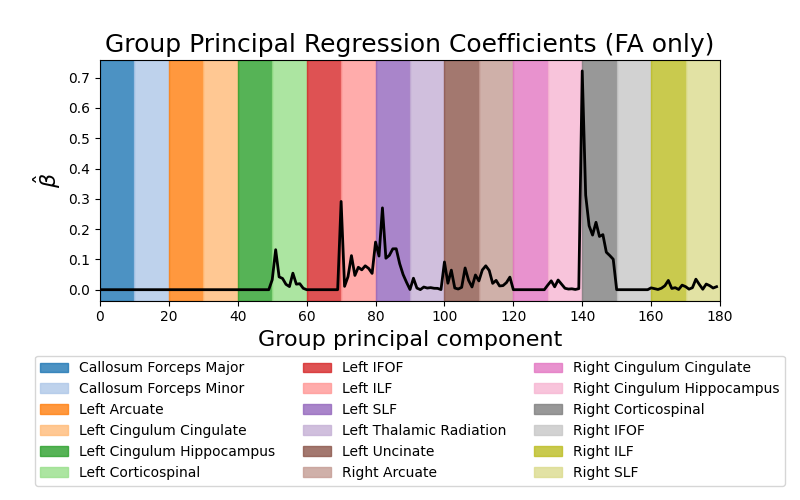 Group Principal Regression Coefficients (FA only)
0.7
0.6
0.5
0.4
0.3
0.2
0.1
0.0
β̂
0 20 40 60 80 100 120 140 160 180
Group principal component
Callosum Forceps Major
Callosum Forceps Minor
Left Arcuate
Left Cingulum Cingulate
Left Cingulum Hippocampus
Left Corticospinal
Left IFOF
Left ILF
Left SLF
Left Thalamic Radiation
Left Uncinate
Right Arcuate
Right Cingulum Cingulate
Right Cingulum Hippocampus
Right Corticospinal
Right IFOF
Right ILF
Right SLF